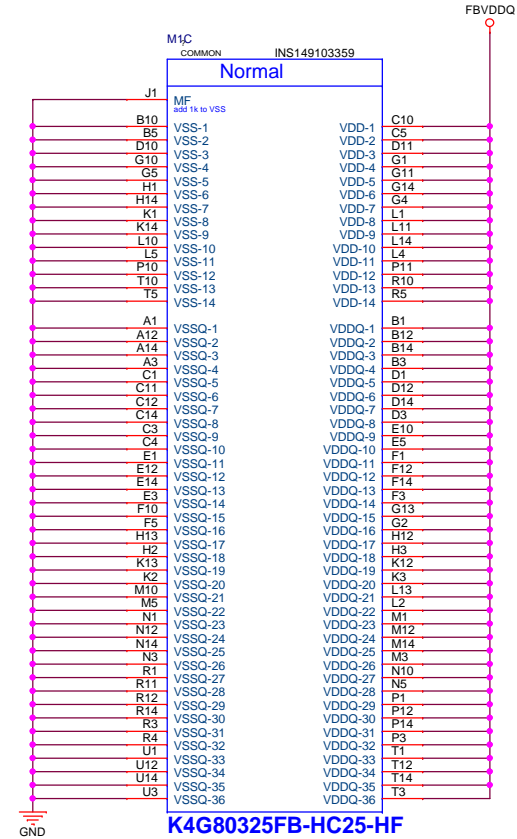 FBVDDQ
M1C
?
COMMON INS149103359
Normal
J1 MF
add 1k to VSS
B10 VSS-1 VDD-1 C10
B5 VSS-2 VDD-2 C5
D10 VSS-3 VDD-3 D11
G10 VSS-4 VDD-4 G1
G5 VSS-5 VDD-5 G11
H1 VSS-6 VDD-6 G14
H14 VSS-7 VDD-7 G4
K1 VSS-8 VDD-8 L1
K14 VSS-9 VDD-9 L11
L10 VSS-10 VDD-10 L14
L5 VSS-11 VDD-11 L4
P10 VSS-12 VDD-12 P11
T10 VSS-13 VDD-13 R10
T5 VSS-14 VDD-14 R5
A1 VSSQ-1 VDDQ-1 B1
A12 VSSQ-2 VDDQ-2 B12
A14 VSSQ-3 VDDQ-3 B14
A3 VSSQ-4 VDDQ-4 B3
C1 VSSQ-5 VDDQ-5 D1
C11 VSSQ-6 VDDQ-6 D12
C12 VSSQ-7 VDDQ-7 D14
C14 VSSQ-8 VDDQ-8 D3
C3 VSSQ-9 VDDQ-9 E10
C4 VSSQ-10 VDDQ-10 E5
E1 VSSQ-11 VDDQ-11 F1
E12 VSSQ-12 VDDQ-12 F12
E14 VSSQ-13 VDDQ-13 F14
E3 VSSQ-14 VDDQ-14 F3
F10 VSSQ-15 VDDQ-15 G13
F5 VSSQ-16 VDDQ-16 G2
H13 VSSQ-17 VDDQ-17 H12
H2 VSSQ-18 VDDQ-18 H3
K13 VSSQ-19 VDDQ-19 K12
K2 VSSQ-20 VDDQ-20 K3
M10 VSSQ-21 VDDQ-21 L13
M5 VSSQ-22 VDDQ-22 L2
N1 VSSQ-23 VDDQ-23 M1
N12 VSSQ-24 VDDQ-24 M12
N14 VSSQ-25 VDDQ-25 M14
N3 VSSQ-26 VDDQ-26 M3
R1 VSSQ-27 VDDQ-27 N10
R11 VSSQ-28 VDDQ-28 N5
R12 VSSQ-29 VDDQ-29 P1
R14 VSSQ-30 VDDQ-30 P12
R3 VSSQ-31 VDDQ-31 P14
R4 VSSQ-32 VDDQ-32 P3
U1 VSSQ-33 VDDQ-33 T1
U12 VSSQ-34 VDDQ-34 T12
U14 VSSQ-35 VDDQ-35 T14
U3 VSSQ-36 VDDQ-36 T3
GND
K4G80325FB-HC25-HF